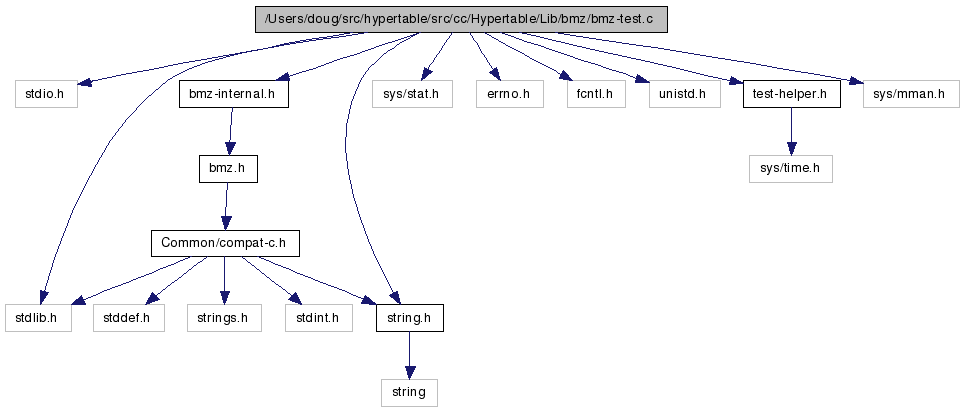 /Users/doug/src/hypertable/src/cc/Hypertable/Lib/bmz/bmz-test.c
stdio.h
bmz-internal.h
sys/stat.h
errno.h
fcntl.h
unistd.h
test-helper.h
sys/mman.h
bmz.h
sys/time.h
Common/compat-c.h
stdlib.h
stddef.h
strings.h
stdint.h
string.h
string